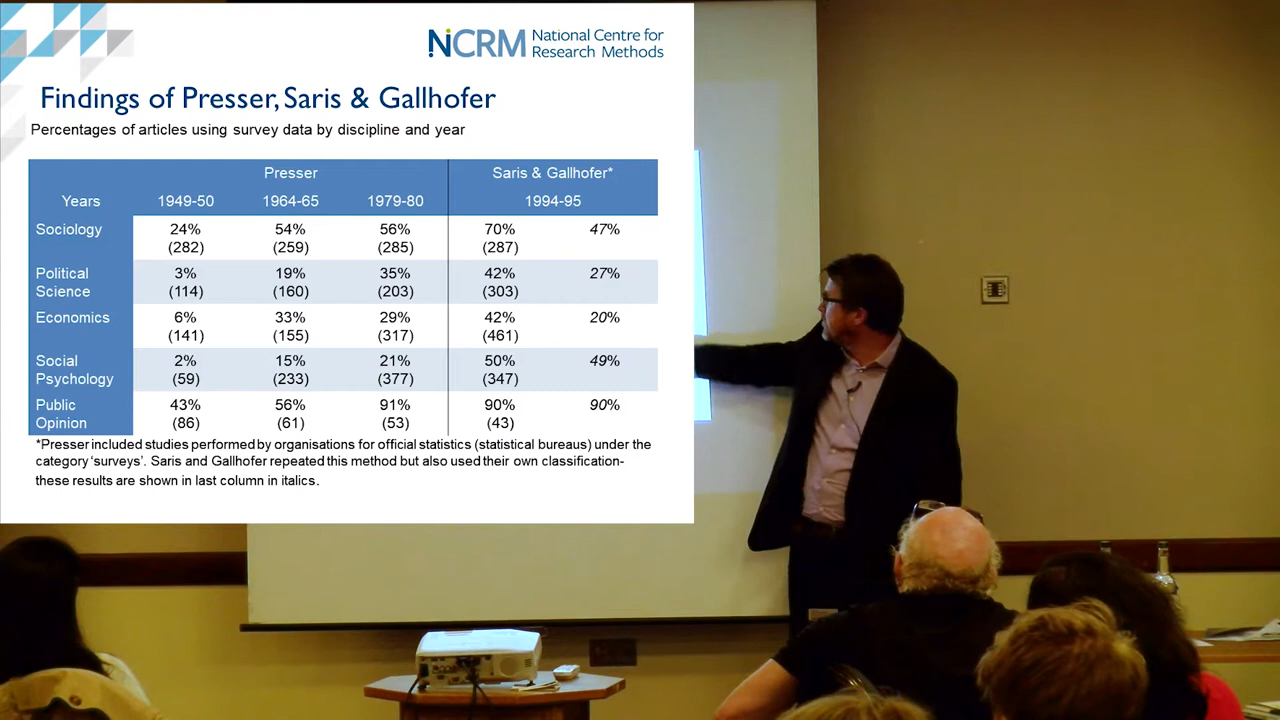 NCRM National Centre for
Research Methods
Findings of Presser, Saris & Gallhofer
Percentages of articles using survey data by discipline and year
Presser Saris & Gallhofer*
Years 1949-50 1964-65 1979-80 1994-95
Sociology 24% 54% 56% 70% 47%
(282) (259) (285) (287)
Political 3% 19% 35% 42% 27%
Science (114) (160) (203) (303)
Economics 6% 33% 29% 42% 20%
(141) (155) (317) (461)
Social 2% 15% 21% 50% 49%
Psychology (59) (233) (377) (347)
Public 43% 56% 91% 90% 90%
Opinion (86) (61) (53) (43)
*Presser included studies performed by organisations for official statistics (statistical bureaus) under the
category 'surveys'. Saris and Gallhofer repeated this method but also used their own classification-
these results are shown in last column in italics.